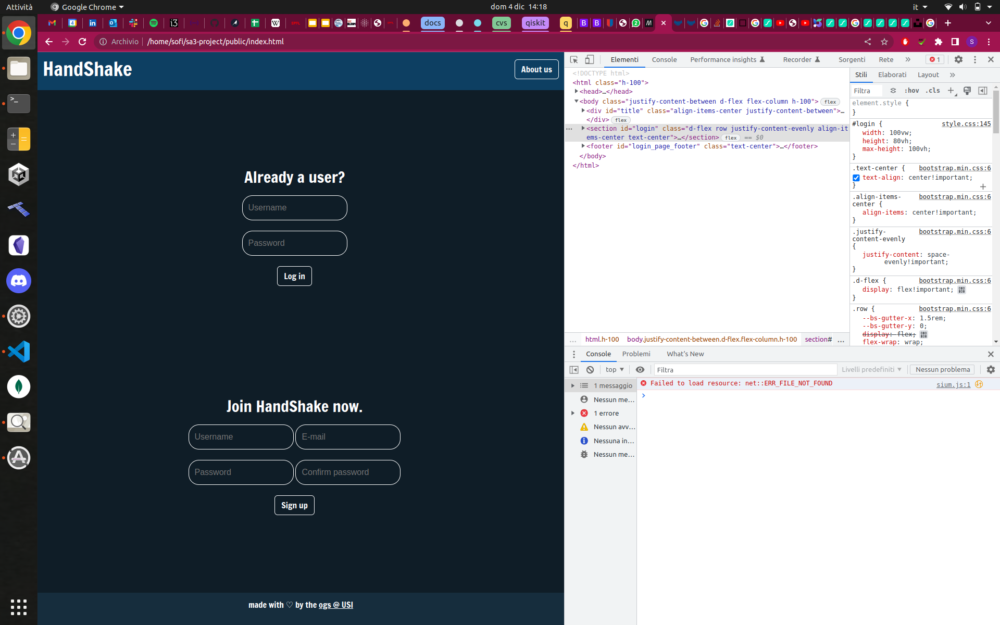 Attività
Google Chrome
dom 4 dic 14:18
it
docs
cvs
qiskit
q
Archivio
/home/sofi/sa3-project/public/index.html
S
HandShake
About us
Already a user?
Username
Password
Log in
Join HandShake now.
Username
E-mail
Password
Confirm password
Sign up
made with ♡ by the ogs @ USI
Elementi
Console
Performance insights
Recorder
Sorgenti
Rete
»
1
<!DOCTYPE html>
<html class="h-100">
<head>…</head>
<body class="justify-content-between d-flex flex-column h-100"> flex
<div id="title" class="align-items-center justify-content-between">…
</div> flex
… <section id="login" class="d-flex row justify-content-evenly align-it
ems-center text-center">…</section> flex == $0
<footer id="login_page_footer" class="text-center">…</footer>
</body>
</html>
… html.h-100 body.justify-content-between.d-flex.flex-column.h-100 section# …
Stili
Elaborati
Layout
»
Filtra
:hov
.cls
element.style {
}
#login { style.css:145
width: 100vw;
height: 80vh;
max-height: 100vh;
}
.text-center { bootstrap.min.css:6
text-align: center!important;
}
.align-items- bootstrap.min.css:6
center {
align-items: center!important;
}
.justify- bootstrap.min.css:6
content-evenly
{
justify-content: space-
evenly!important;
}
.d-flex { bootstrap.min.css:6
display: flex!important;
}
.row { bootstrap.min.css:6
--bs-gutter-x: 1.5rem;
--bs-gutter-y: 0;
display: flex;
flex-wrap: wrap;
Console
Problemi
What's New
top
Filtra
Livelli predefiniti
Nessun problema
1 messaggio
Nessun me…
1 errore
Nessun avv…
Nessuna in…
Nessun me…
Failed to load resource: net::ERR_FILE_NOT_FOUND
sium.js:1